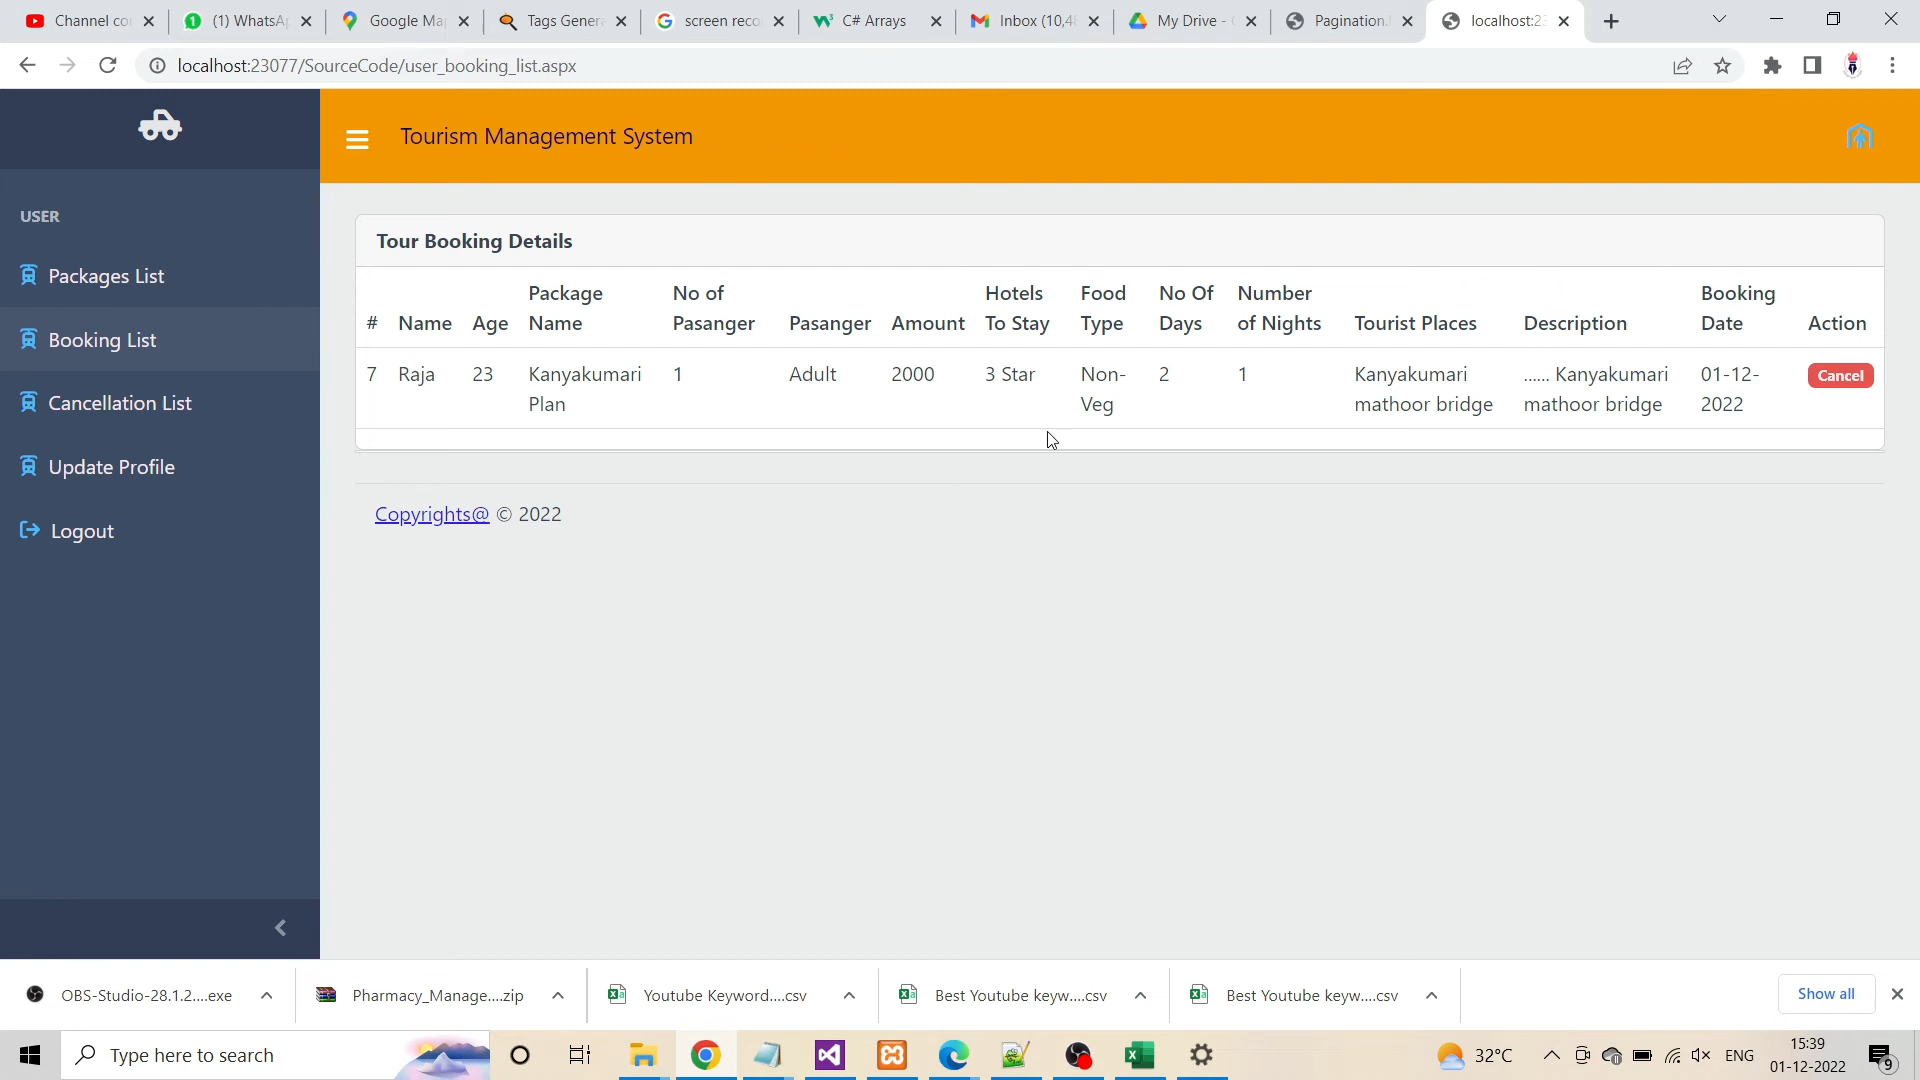 Channel co
(1) WhatsA
Google Ma
Tags Genera
screen reco
C# Arrays
Inbox (10,4
My Drive -
Pagination.
localhost:23
localhost:23077/SourceCode/user_booking_list.aspx
Tourism Management System
USER
Packages List
Booking List
Cancellation List
Update Profile
Logout
Tour Booking Details
# Name Age Package Name No of Pasanger Pasanger Amount Hotels To Stay Food Type No Of Days Number of Nights Tourist Places Description Booking Date Action
7 Raja 23 Kanyakumari Plan 1 Adult 2000 3 Star Non-Veg 2 1 Kanyakumari mathoor bridge ...... Kanyakumari mathoor bridge 01-12-2022 Cancel
Copyrights@ © 2022
OBS-Studio-28.1.2....exe
Pharmacy_Manage....zip
Youtube Keyword....csv
Best Youtube keyw....csv
Best Youtube keyw....csv
Show all
Type here to search
32°C
ENG
15:39
01-12-2022
9